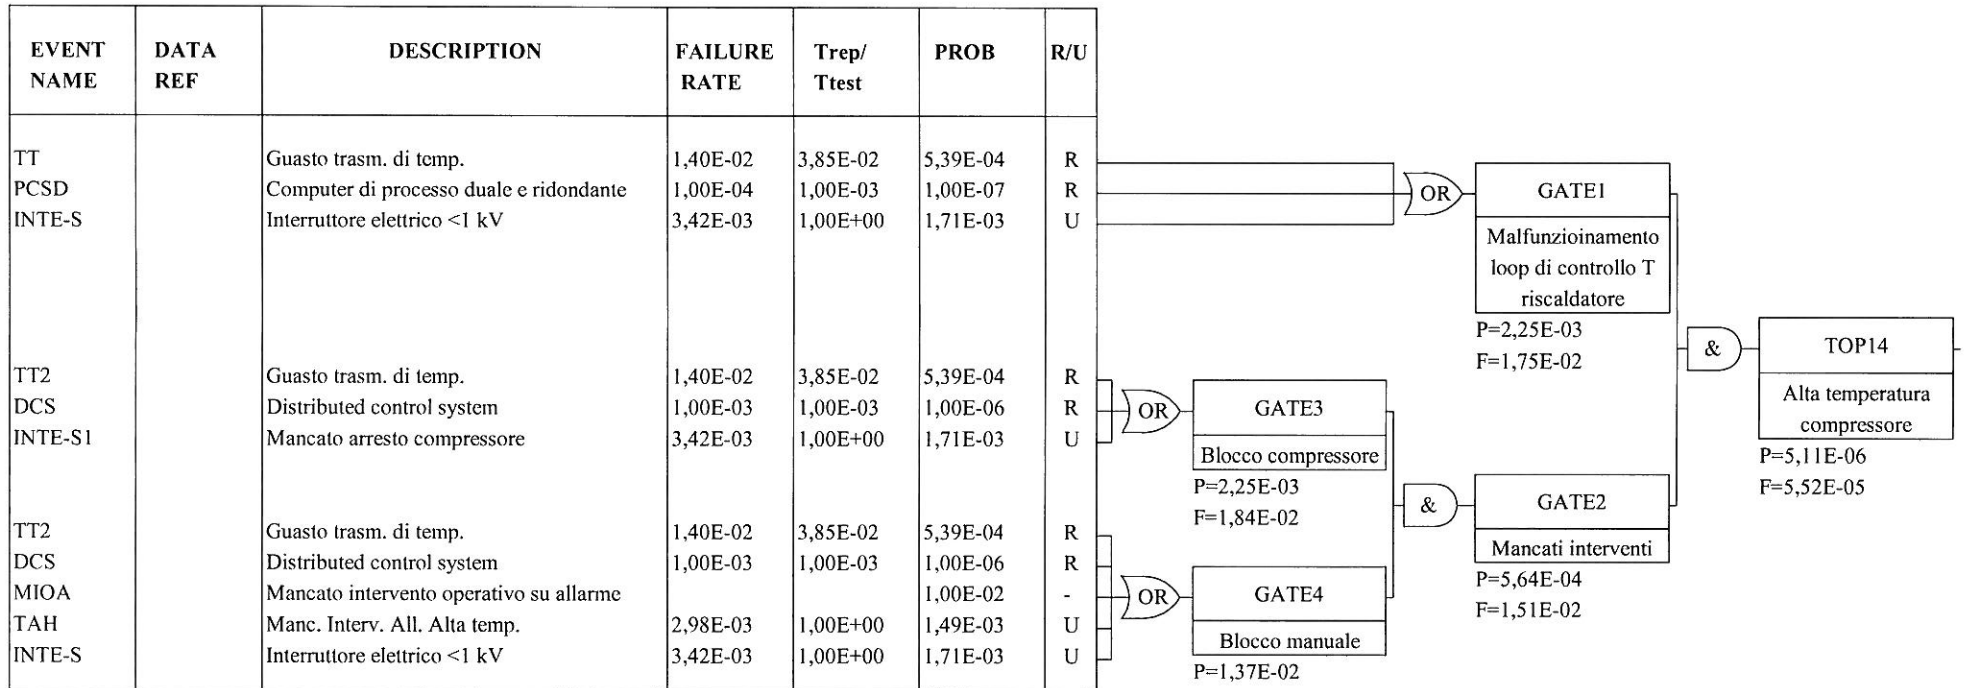 EVENT NAME DATA REF DESCRIPTION FAILURE RATE Trep/ Ttest PROB R/U
TT Guasto trasm. di temp. 1,40E-02 3,85E-02 5,39E-04 R
PCSD Computer di processo duale e ridondante 1,00E-04 1,00E-03 1,00E-07 R
INTE-S Interruttore elettrico <1 kV 3,42E-03 1,00E+00 1,71E-03 U
OR
GATE1
Malfunzioinamento
loop di controllo T
riscaldatore
P=2,25E-03
F=1,75E-02
TT2 Guasto trasm. di temp. 1,40E-02 3,85E-02 5,39E-04 R
DCS Distributed control system 1,00E-03 1,00E-03 1,00E-06 R
INTE-S1 Mancato arresto compressore 3,42E-03 1,00E+00 1,71E-03 U
OR
GATE3
Blocco compressore
P=2,25E-03
F=1,84E-02
&
TOP14
Alta temperatura
compressore
P=5,11E-06
F=5,52E-05
&
GATE2
Mancati interventi
P=5,64E-04
F=1,51E-02
TT2 Guasto trasm. di temp. 1,40E-02 3,85E-02 5,39E-04 R
DCS Distributed control system 1,00E-03 1,00E-03 1,00E-06 R
MIOA Mancato intervento operativo su allarme 1,00E-02 -
TAH Manc. Interv. All. Alta temp. 2,98E-03 1,00E+00 1,49E-03 U
INTE-S Interruttore elettrico <1 kV 3,42E-03 1,00E+00 1,71E-03 U
OR
GATE4
Blocco manuale
P=1,37E-02